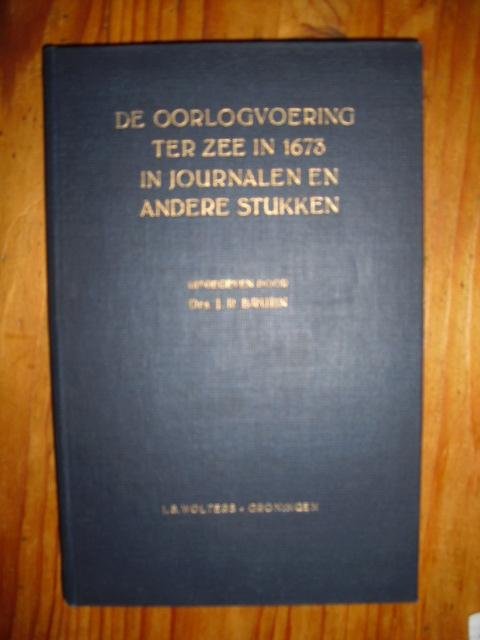 DE OORLOGVOERING
TER ZEE IN 1673
IN JOURNALEN EN
ANDERE STUKKEN
UITGEGEVEN DOOR
Drs J. R BRUIJN
J.B. WOLTERS • GRONINGEN